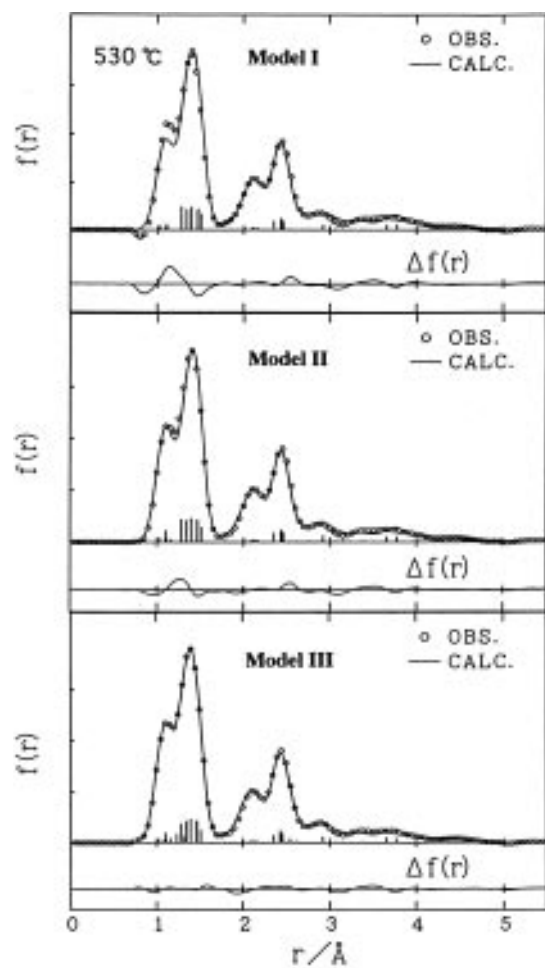 530 ℃
Model I
○ OBS.
— CALC.
f(r)
Δf(r)
Model II
○ OBS.
— CALC.
f(r)
Δf(r)
Model III
○ OBS.
— CALC.
f(r)
Δf(r)
0 1 2 3 4 5
r/Å